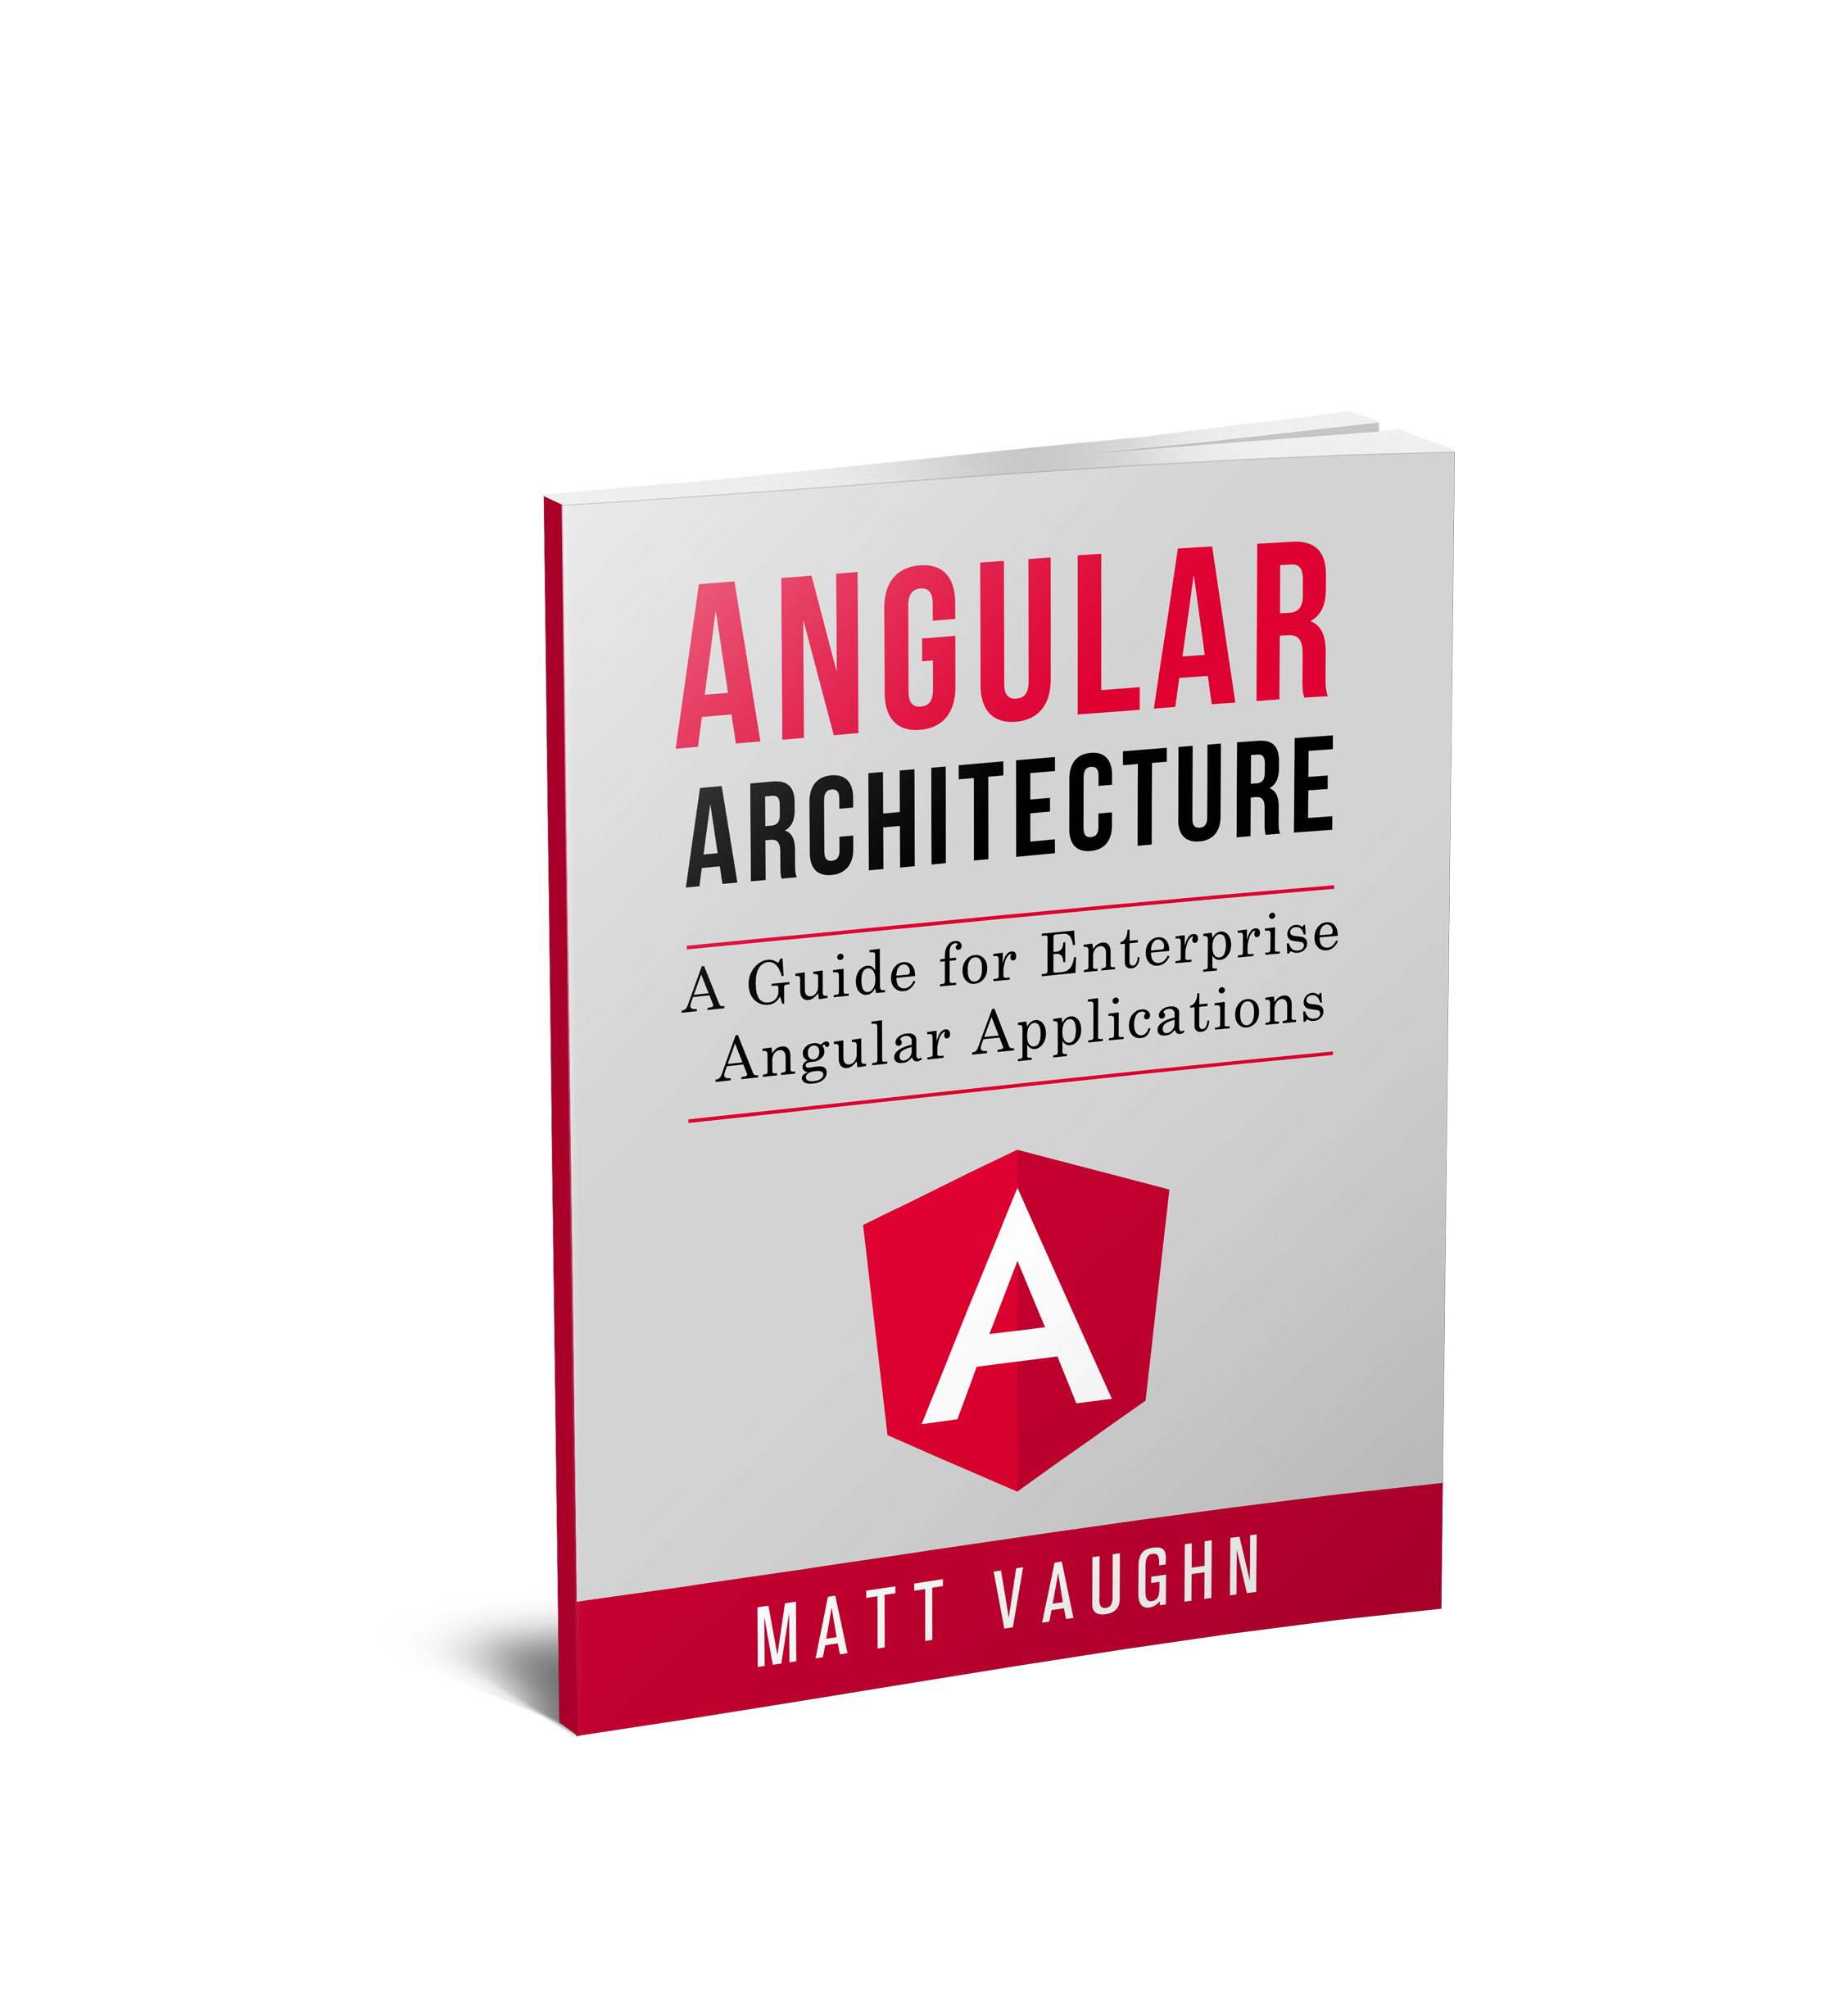 ANGULAR
ARCHITECTURE
A Guide for Enterprise
Angular Applications
A
MATT VAUGHN